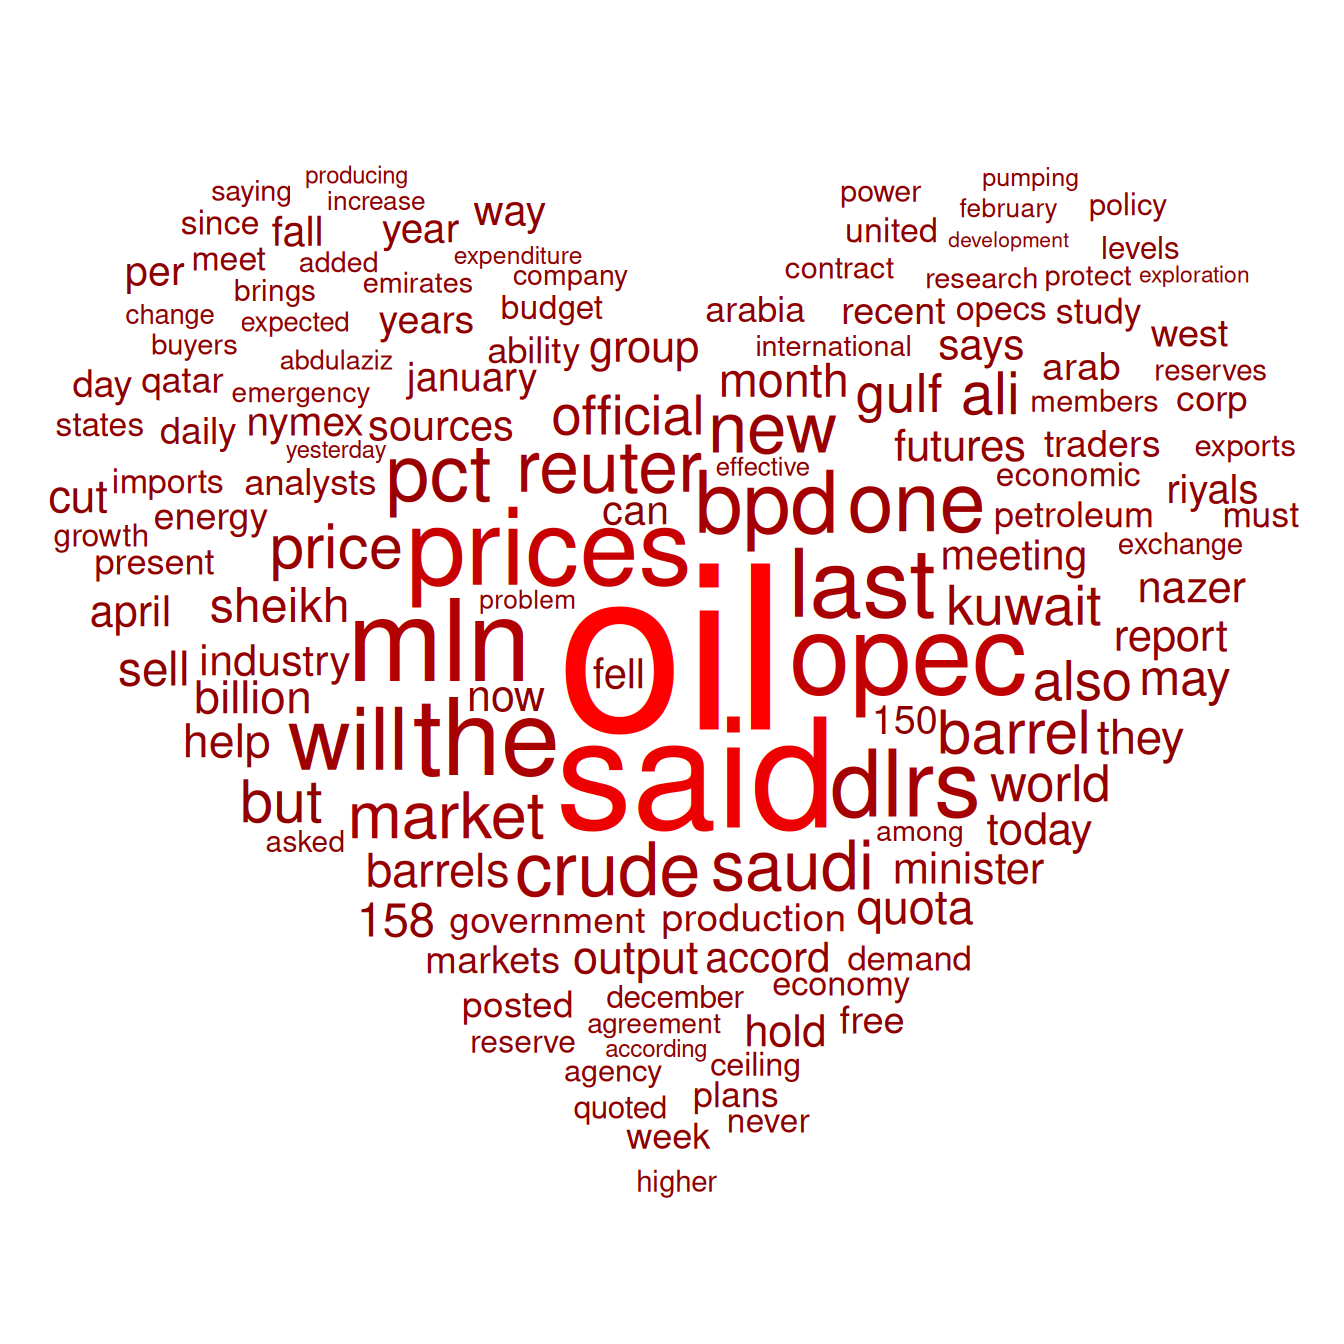 producing
pumping
saying
increase
power
february
policy
since
fall
year
way
united
development
levels
per
meet
added
expenditure
contract
research
protect
exploration
brings
emirates
company
change
expected
years
budget
arabia
recent
opecs
study
buyers
abdulaziz
ability
group
international
says
west
day
qatar
emergency
january
month
gulf
ali
arab
members
reserves
corp
states
daily
nymex
sources
official
new
futures
traders
exports
yesterday
imports
analysts
pct
reuter
effective
economic
riyals
cut
energy
can
bpd
one
petroleum
must
growth
present
price
prices
last
meeting
exchange
april
sheikh
problem
kuwait
nazer
sell
industry
mln
fell
oil
opec
report
billion
now
also
may
help
will
the
150
barrel
they
but
market
said
dlrs
world
asked
among
today
barrels
crude
saudi
minister
158
government
production
quota
markets
output
accord
demand
posted
december
economy
reserve
agreement
hold
free
according
agency
ceiling
quoted
plans
week
never
higher